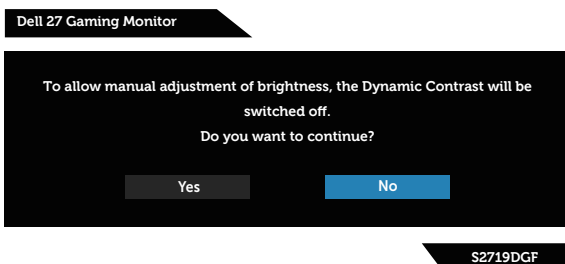 Dell 27 Gaming Monitor
To allow manual adjustment of brightness, the Dynamic Contrast will be
switched off.
Do you want to continue?
Yes No
S2719DGF